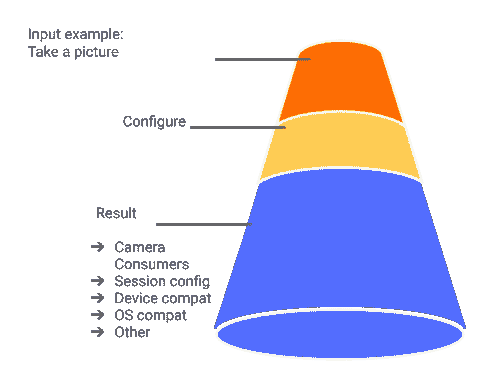 Input example:
Take a picture
Configure
Result
➔ Camera
Consumers
➔ Session config
➔ Device compat
➔ OS compat
➔ Other